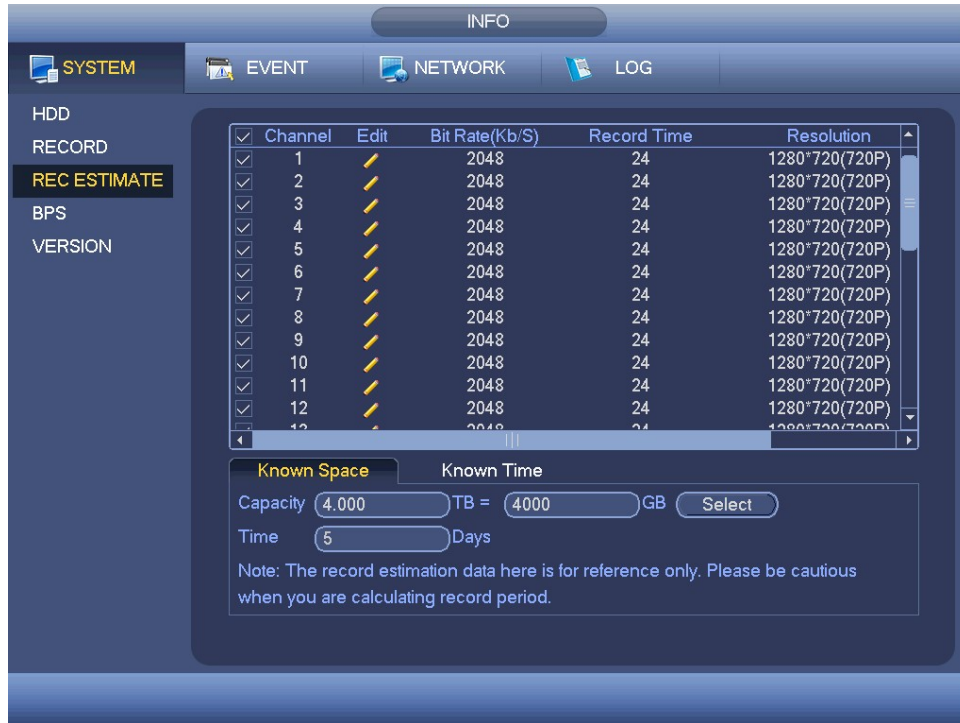 INFO
SYSTEM EVENT NETWORK LOG
HDD
RECORD
REC ESTIMATE
BPS
VERSION
Channel Edit Bit Rate(Kb/S) Record Time Resolution
1 2048 24 1280*720(720P)
2 2048 24 1280*720(720P)
3 2048 24 1280*720(720P)
4 2048 24 1280*720(720P)
5 2048 24 1280*720(720P)
6 2048 24 1280*720(720P)
7 2048 24 1280*720(720P)
8 2048 24 1280*720(720P)
9 2048 24 1280*720(720P)
10 2048 24 1280*720(720P)
11 2048 24 1280*720(720P)
12 2048 24 1280*720(720P)
Known Space Known Time
Capacity 4.000 TB = 4000 GB Select
Time 5 Days
Note: The record estimation data here is for reference only. Please be cautious
when you are calculating record period.